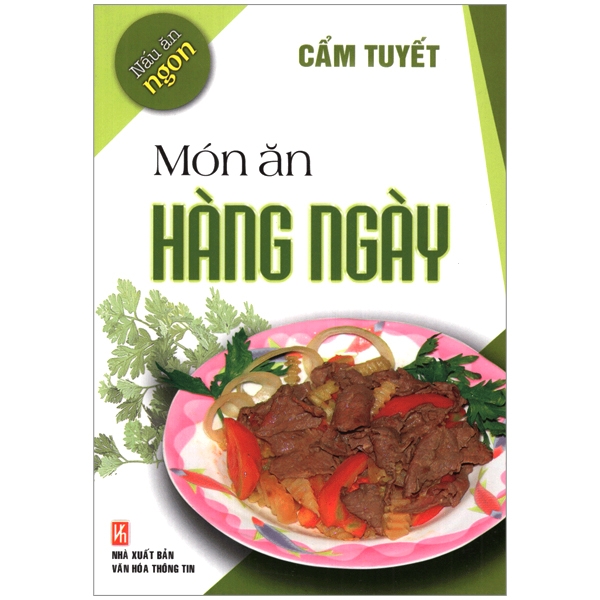 Nấu ăn
ngon
CẨM TUYẾT
Món ăn
HÀNG NGÀY
NHÀ XUẤT BẢN
VĂN HÓA THÔNG TIN